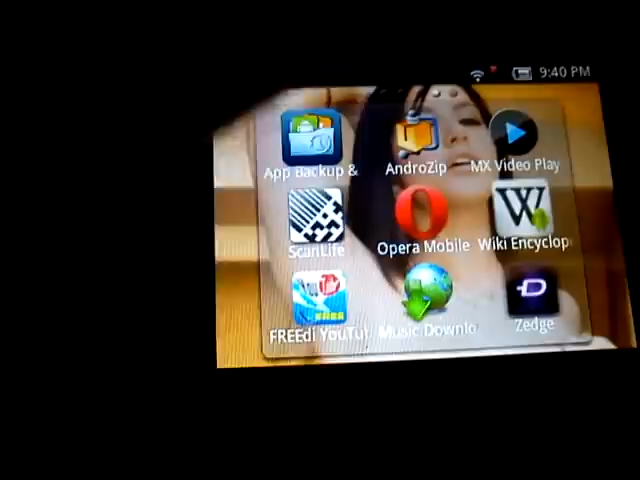 9:40 PM
App Backup &
AndroZip
MX Video Play
ScanLife
Opera Mobile
W
Wiki Encyclop
FREEdi YouTu
Music Downlo
Zedge